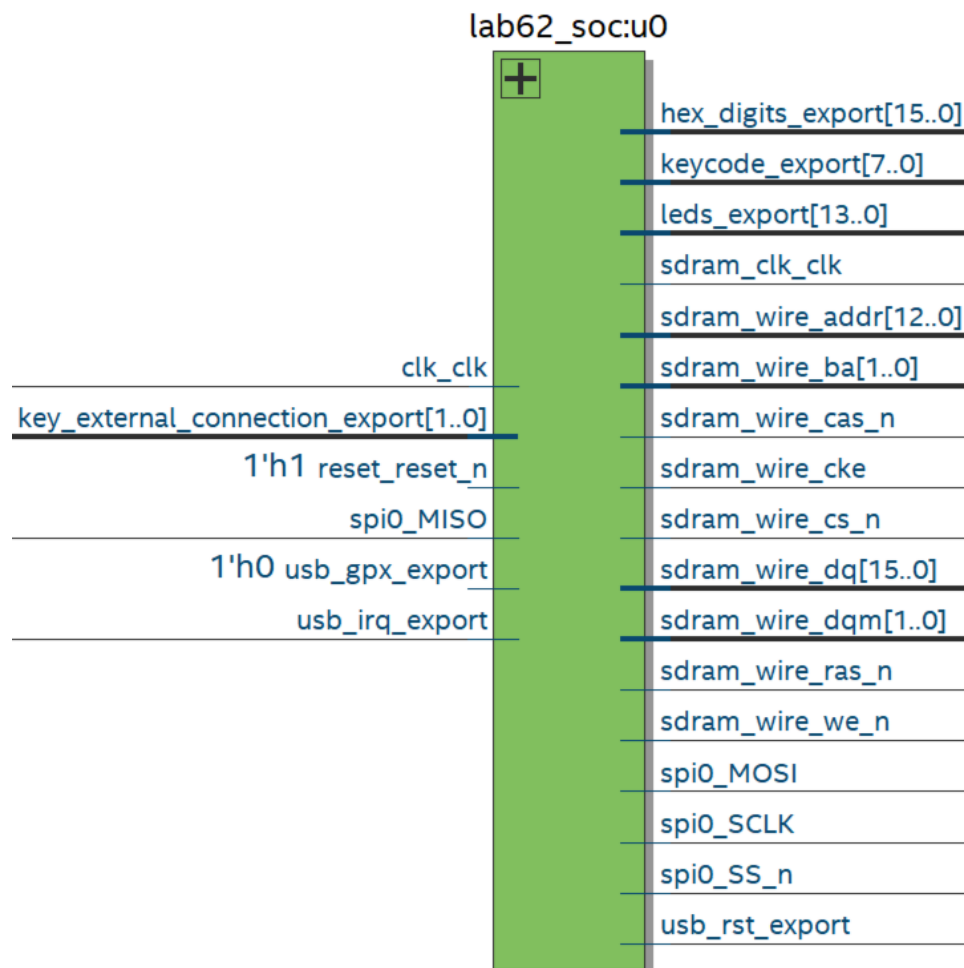 lab62_soc:u0
hex_digits_export[15..0]
keycode_export[7..0]
leds_export[13..0]
sdram_clk_clk
sdram_wire_addr[12..0]
clk_clk
sdram_wire_ba[1..0]
key_external_connection_export[1..0]
sdram_wire_cas_n
1'h1 reset_reset_n
sdram_wire_cke
spi0_MISO
sdram_wire_cs_n
1'h0 usb_gpx_export
sdram_wire_dq[15..0]
usb_irq_export
sdram_wire_dqm[1..0]
sdram_wire_ras_n
sdram_wire_we_n
spi0_MOSI
spi0_SCLK
spi0_SS_n
usb_rst_export